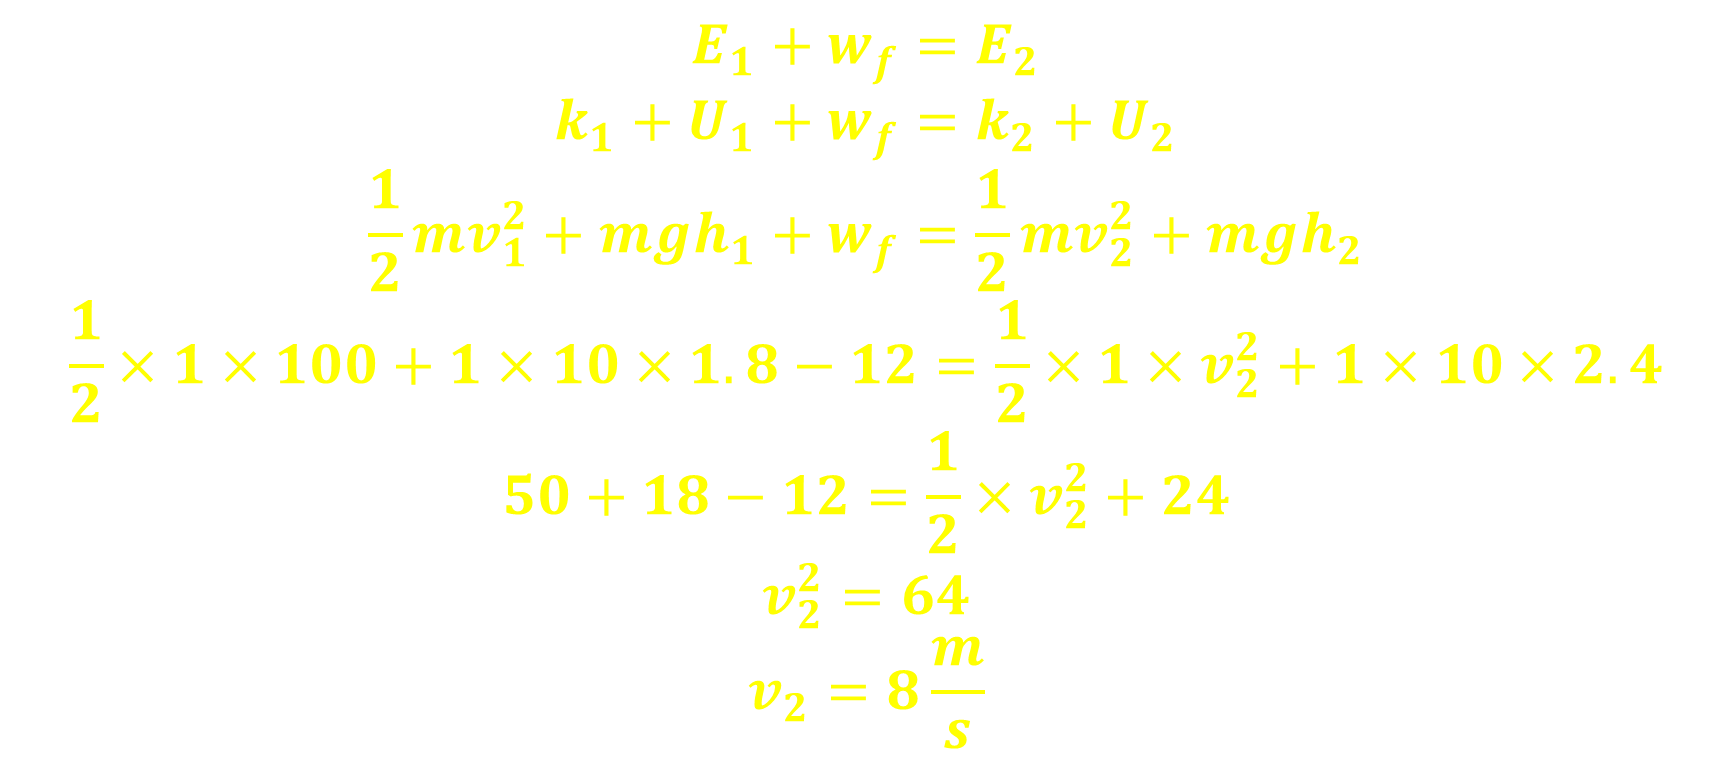 E₁ + w_f = E₂
k₁ + U₁ + w_f = k₂ + U₂
1/2 mv₁² + mgh₁ + w_f = 1/2 mv₂² + mgh₂
1/2 × 1 × 100 + 1 × 10 × 1.8 − 12 = 1/2 × 1 × v₂² + 1 × 10 × 2.4
50 + 18 − 12 = 1/2 × v₂² + 24
v₂² = 64
v₂ = 8 m/s